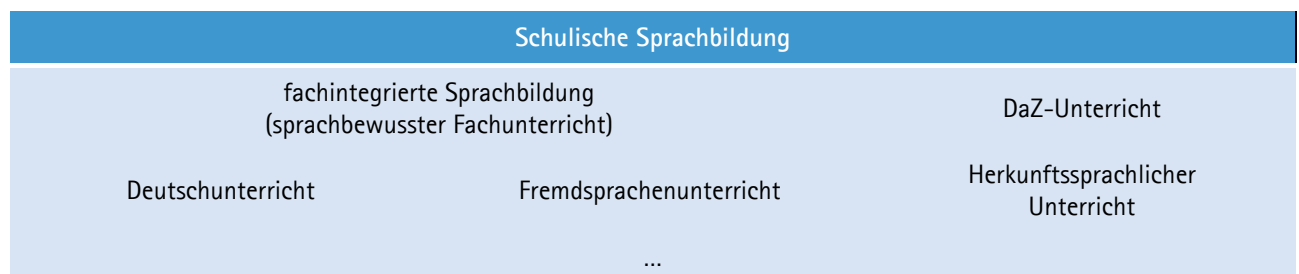 Schulische Sprachbildung
fachintegrierte Sprachbildung
(sprachbewusster Fachunterricht)
DaZ-Unterricht
Deutschunterricht
Fremdsprachenunterricht
Herkunftssprachlicher
Unterricht
...